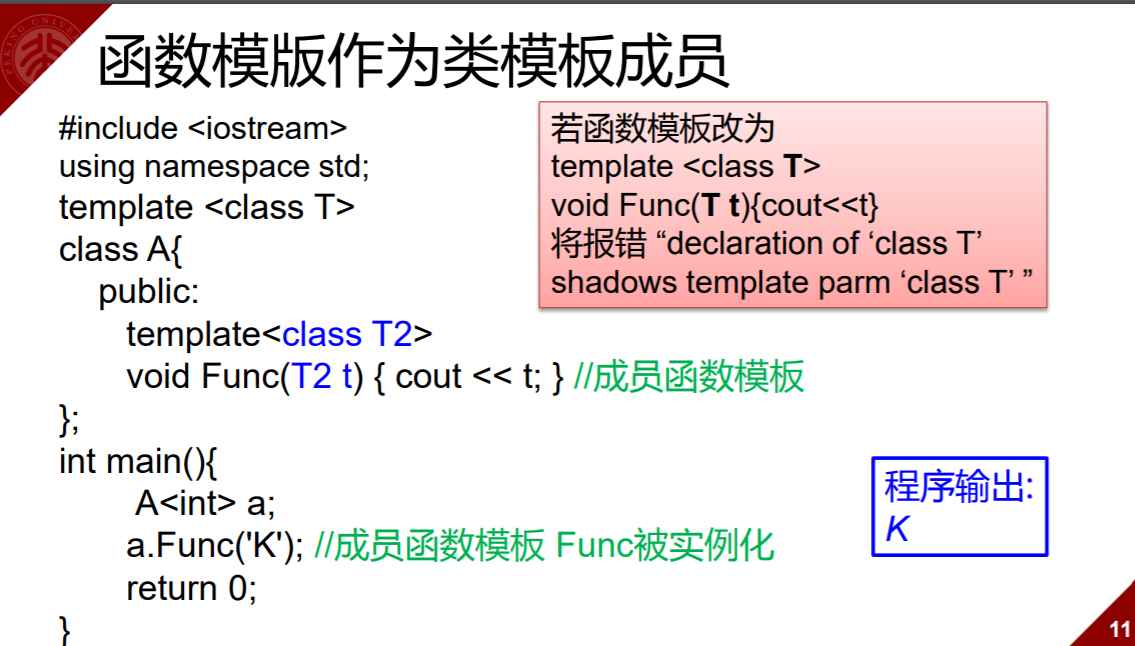 函数模版作为类模板成员
#include <iostream>
using namespace std;
template <class T>
class A{
public:
template<class T2>
void Func(T2 t) { cout << t; } //成员函数模板
};
int main(){
A<int> a;
a.Func('K'); //成员函数模板 Func被实例化
return 0;
}
若函数模板改为
template <class T>
void Func(T t){cout<<t}
将报错 “declaration of ‘class T’
shadows template parm ‘class T’ ”
程序输出:
K
11